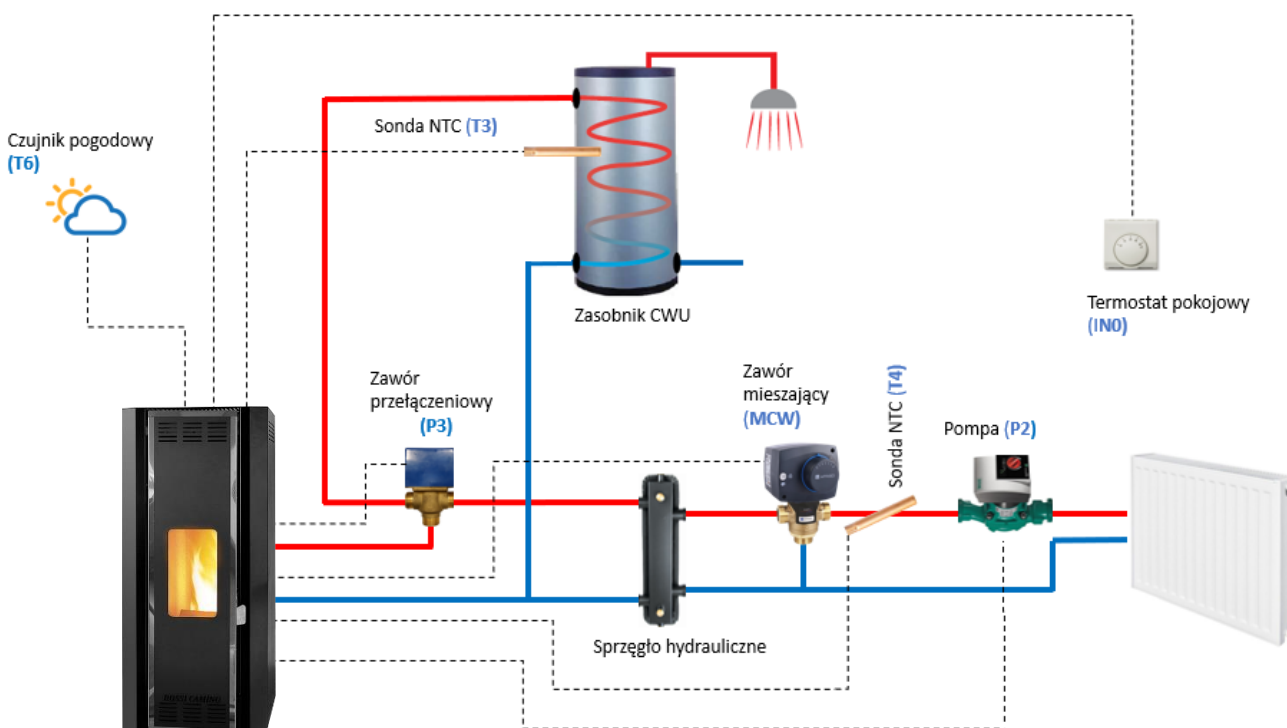 Sonda NTC (T3)
Czujnik pogodowy
(T6)
Termostat pokojowy
(IN0)
Zasobnik CWU
Zawór
przełączeniowy
(P3)
Zawór
mieszający
(MCW)
Sonda NTC (T4)
Pompa (P2)
Sprzęgło hydrauliczne